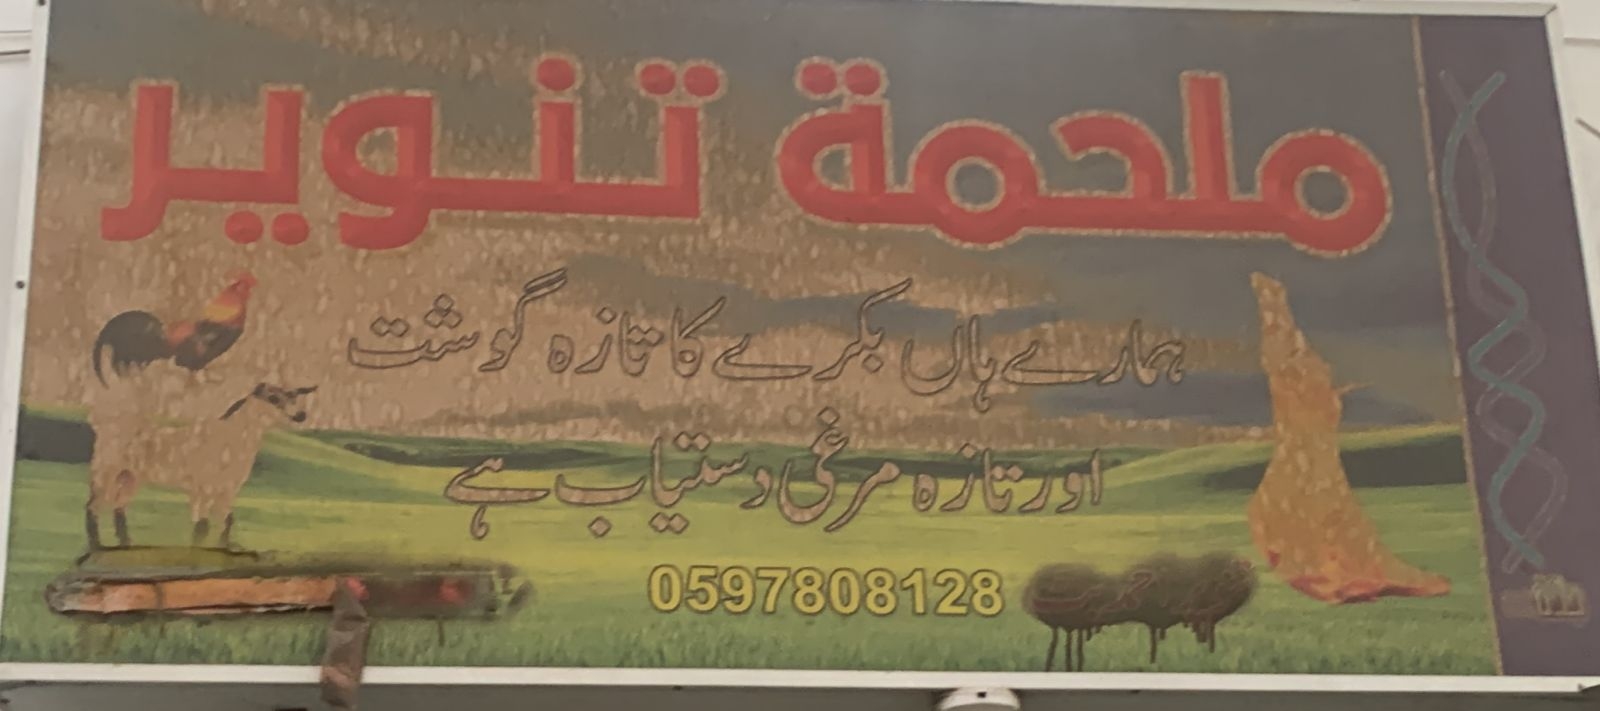 ملحمة تنوير
ہمارے ہاں بکرے کا تازہ گوشت
اور تازہ مرغی دستیاب ہے
0597808128